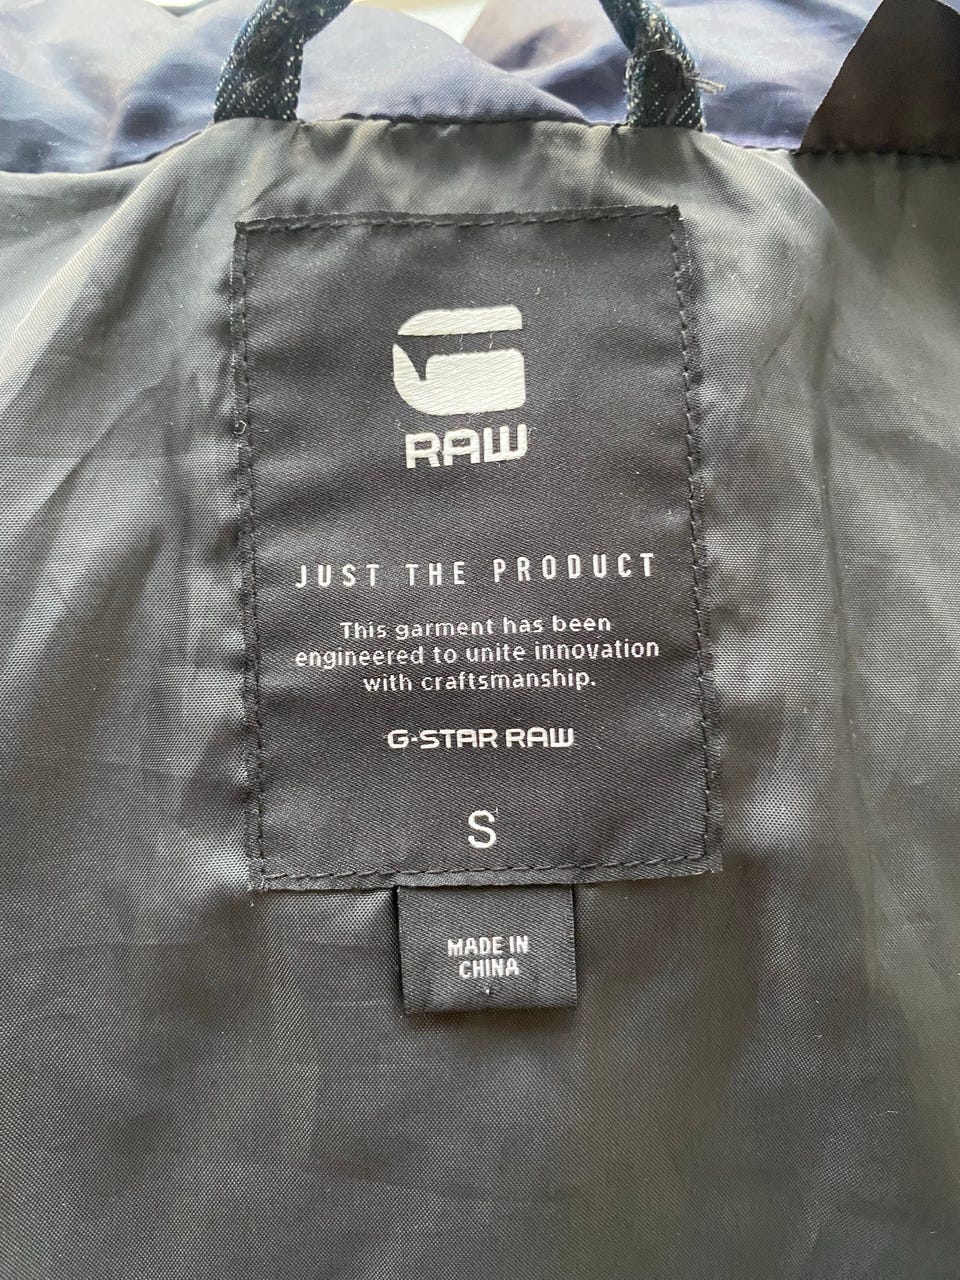 RAW
JUST THE PRODUCT
This garment has been
engineered to unite innovation
with craftsmanship.
G-STAR RAW
S
MADE IN
CHINA